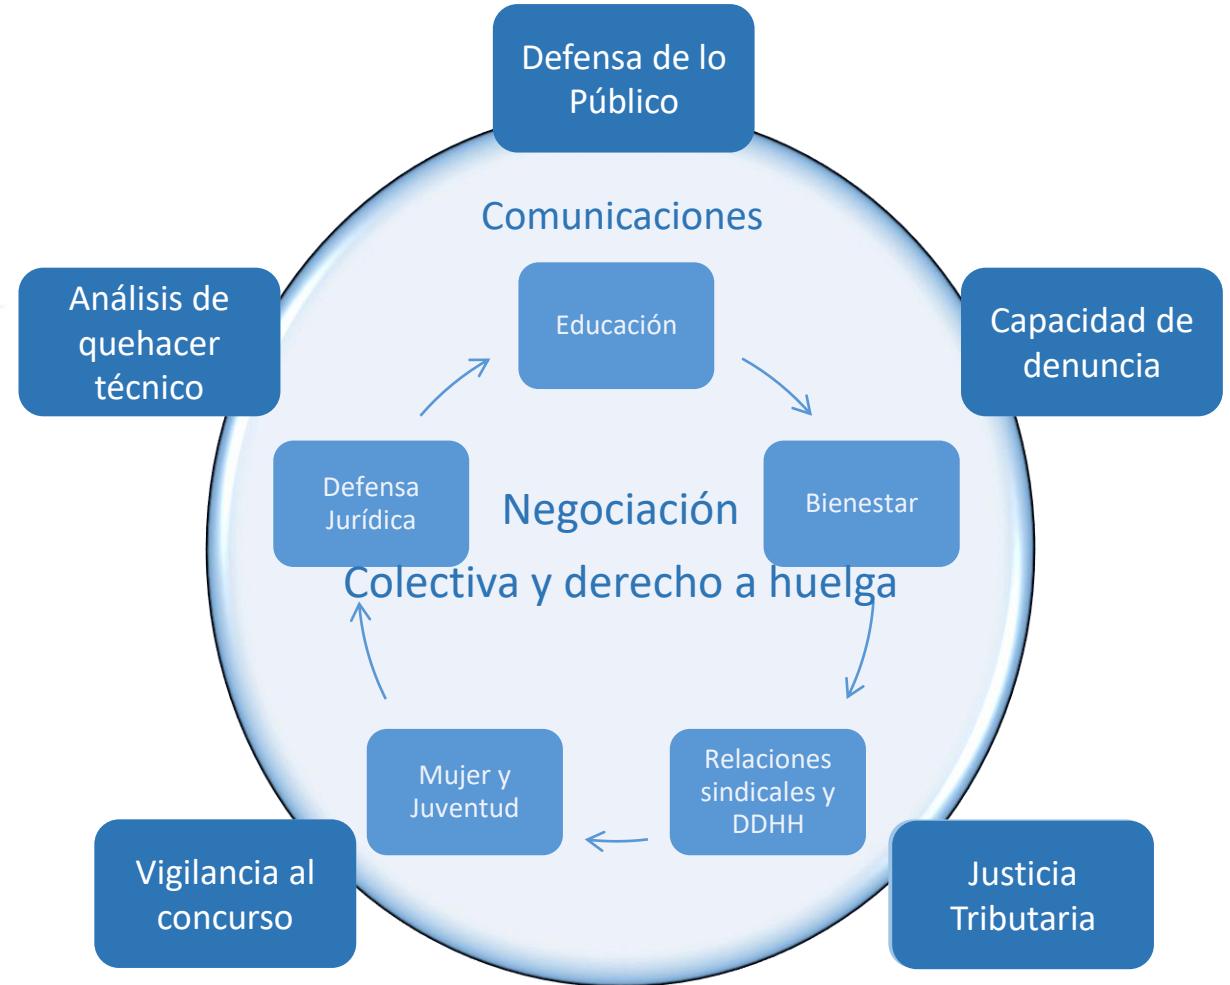 Defensa de lo
Público
Comunicaciones
Análisis de
quehacer
técnico
Educación
Capacidad de
denuncia
Defensa
Jurídica
Negociación
Colectiva y derecho a huelga
Bienestar
Mujer y
Juventud
Relaciones
sindicales y
DDHH
Vigilancia al
concurso
Justicia
Tributaria